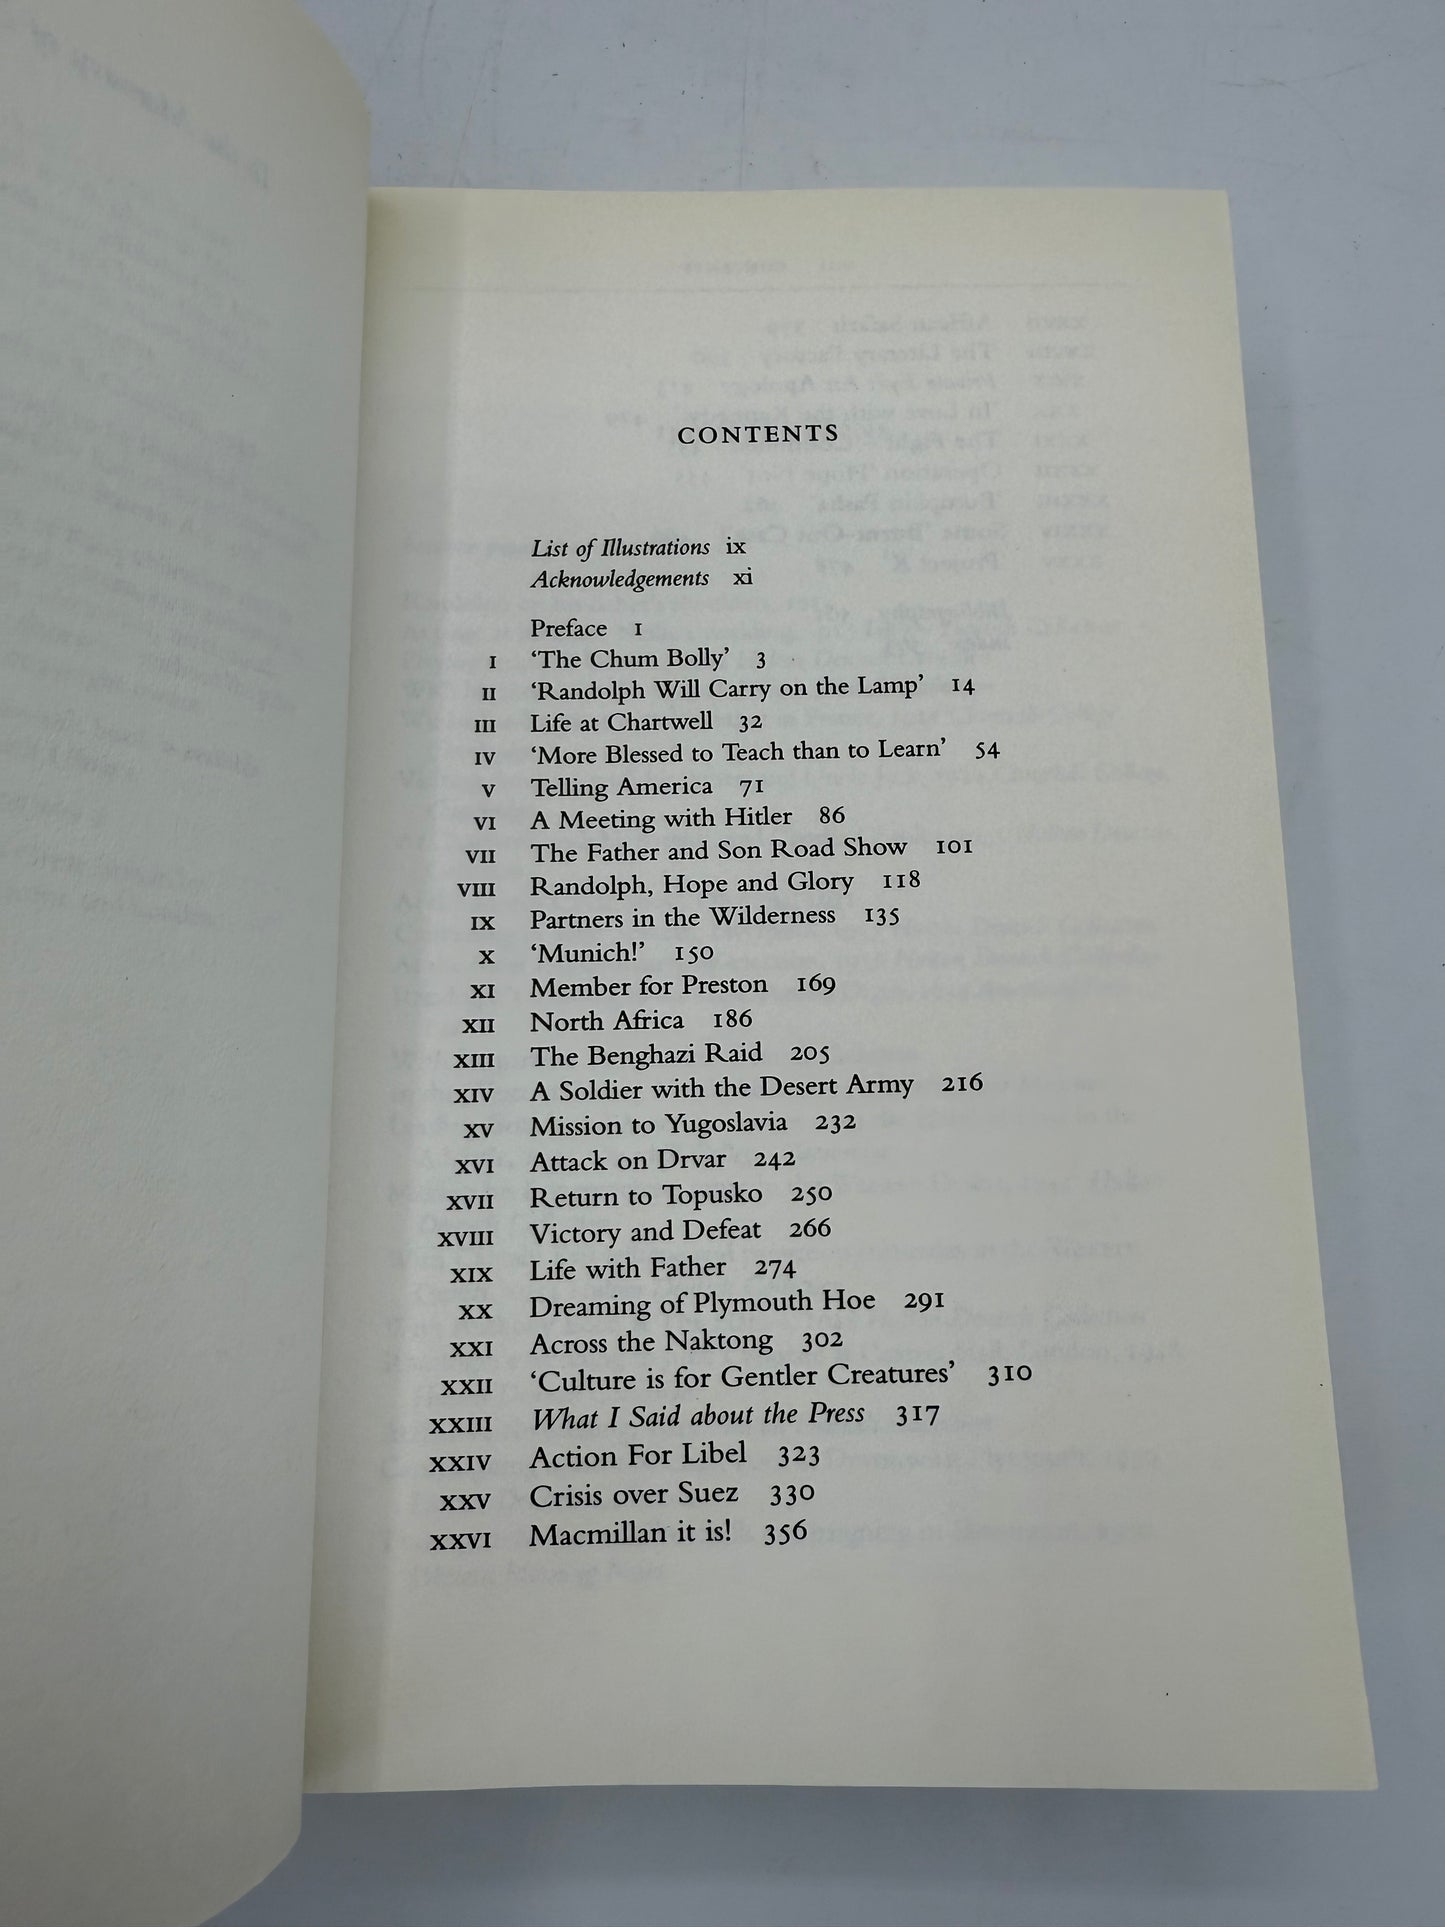 CONTENTS
List of Illustrations ix
Acknowledgements xi
Preface 1
I ‘The Chum Bolly’ 3
II ‘Randolph Will Carry on the Lamp’ 14
III Life at Chartwell 32
IV ‘More Blessed to Teach than to Learn’ 54
V Telling America 71
VI A Meeting with Hitler 86
VII The Father and Son Road Show 101
VIII Randolph, Hope and Glory 118
IX Partners in the Wilderness 135
X ‘Munich!’ 150
XI Member for Preston 169
XII North Africa 186
XIII The Benghazi Raid 205
XIV A Soldier with the Desert Army 216
XV Mission to Yugoslavia 232
XVI Attack on Drvar 242
XVII Return to Topusko 250
XVIII Victory and Defeat 266
XIX Life with Father 274
XX Dreaming of Plymouth Hoe 291
XXI Across the Naktong 302
XXII ‘Culture is for Gentler Creatures’ 310
XXIII What I Said about the Press 317
XXIV Action For Libel 323
XXV Crisis over Suez 330
XXVI Macmillan it is! 356